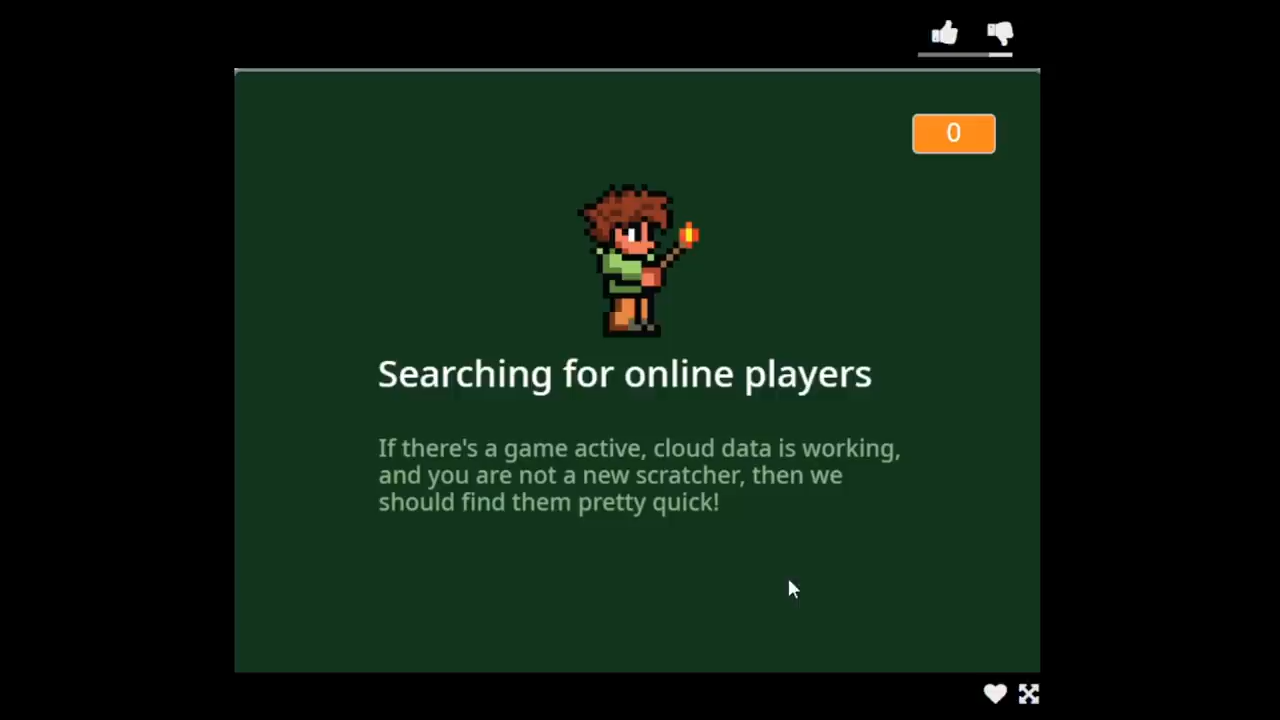 0
Searching for online players
If there's a game active, cloud data is working,
and you are not a new scratcher, then we
should find them pretty quick!